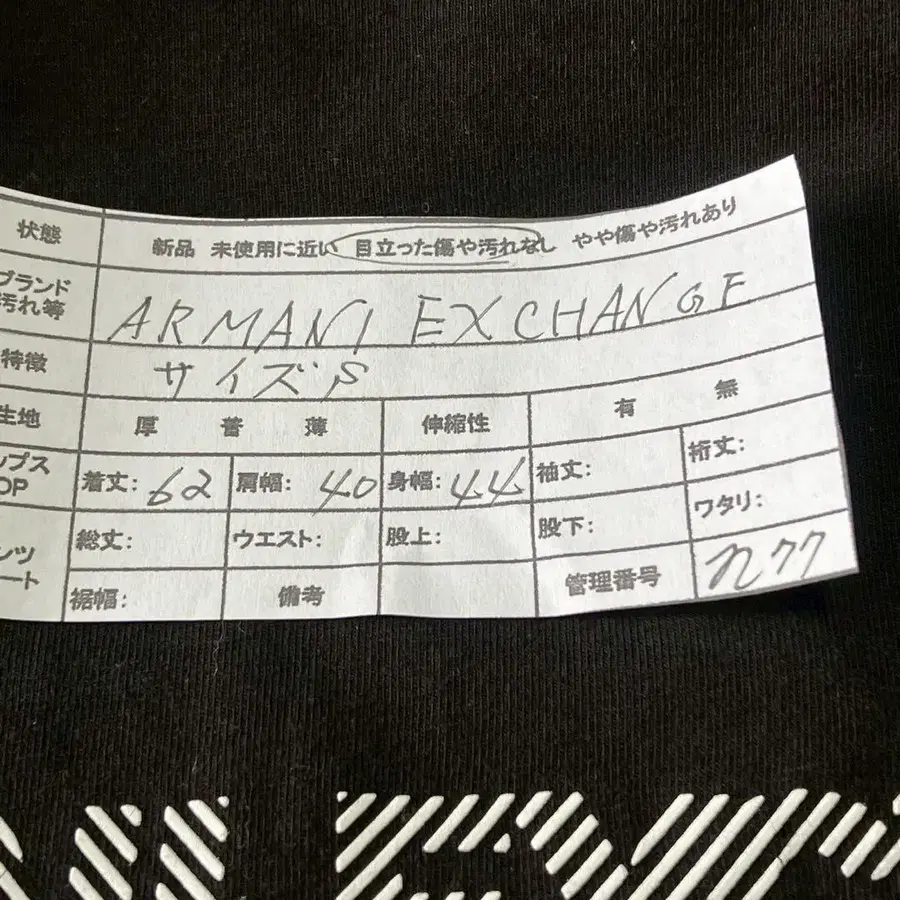 状態 新品 未使用に近い 目立った傷や汚れなし やや傷や汚れあり
ブランド
汚れ等 ARMANI EXCHANGE
特徴 サイズS
生地 厚 普 薄 伸縮性 有 無
ップス
OP 着丈: 62 肩幅: 40 身幅: 44 袖丈: 裄丈:
ンツ
ート 総丈: ウエスト: 股上: 股下: ワタリ:
裾幅: 備考 管理番号 n77